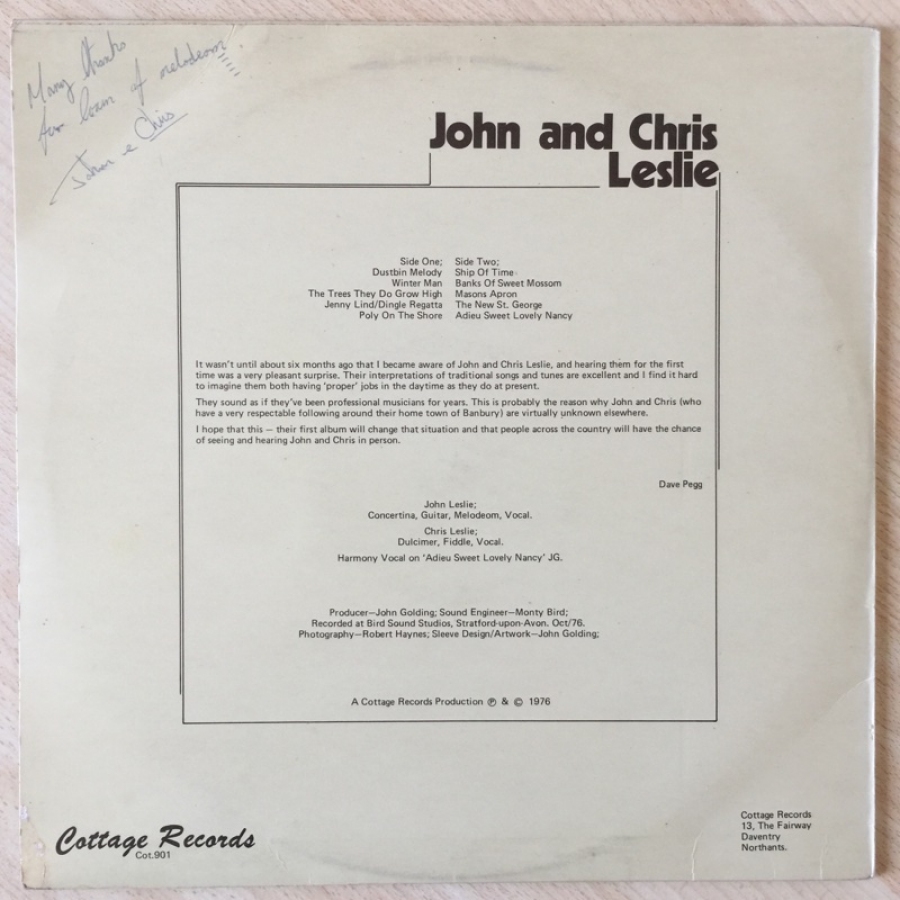 Many thanks
for loan of melodeom
John & Chris
John and Chris
Leslie
Side One;
Dustbin Melody
Winter Man
The Trees They Do Grow High
Jenny Lind/Dingle Regatta
Poly On The Shore
Side Two;
Ship Of Time
Banks Of Sweet Mossom
Masons Apron
The New St. George
Adieu Sweet Lovely Nancy
It wasn't until about six months ago that I became aware of John and Chris Leslie, and hearing them for the first
time was a very pleasant surprise. Their interpretations of traditional songs and tunes are excellent and I find it hard
to imagine them both having 'proper' jobs in the daytime as they do at present.
They sound as if they've been professional musicians for years. This is probably the reason why John and Chris (who
have a very respectable following around their home town of Banbury) are virtually unknown elsewhere.
I hope that this — their first album will change that situation and that people across the country will have the chance
of seeing and hearing John and Chris in person.
Dave Pegg
John Leslie;
Concertina, Guitar, Melodeom, Vocal.
Chris Leslie;
Dulcimer, Fiddle, Vocal.
Harmony Vocal on 'Adieu Sweet Lovely Nancy' JG.
Producer—John Golding; Sound Engineer—Monty Bird;
Recorded at Bird Sound Studios, Stratford-upon-Avon. Oct/76.
Photography—Robert Haynes; Sleeve Design/Artwork—John Golding;
A Cottage Records Production ℗ & © 1976
Cottage Records
Cot.901
Cottage Records
13, The Fairway
Daventry
Northants.